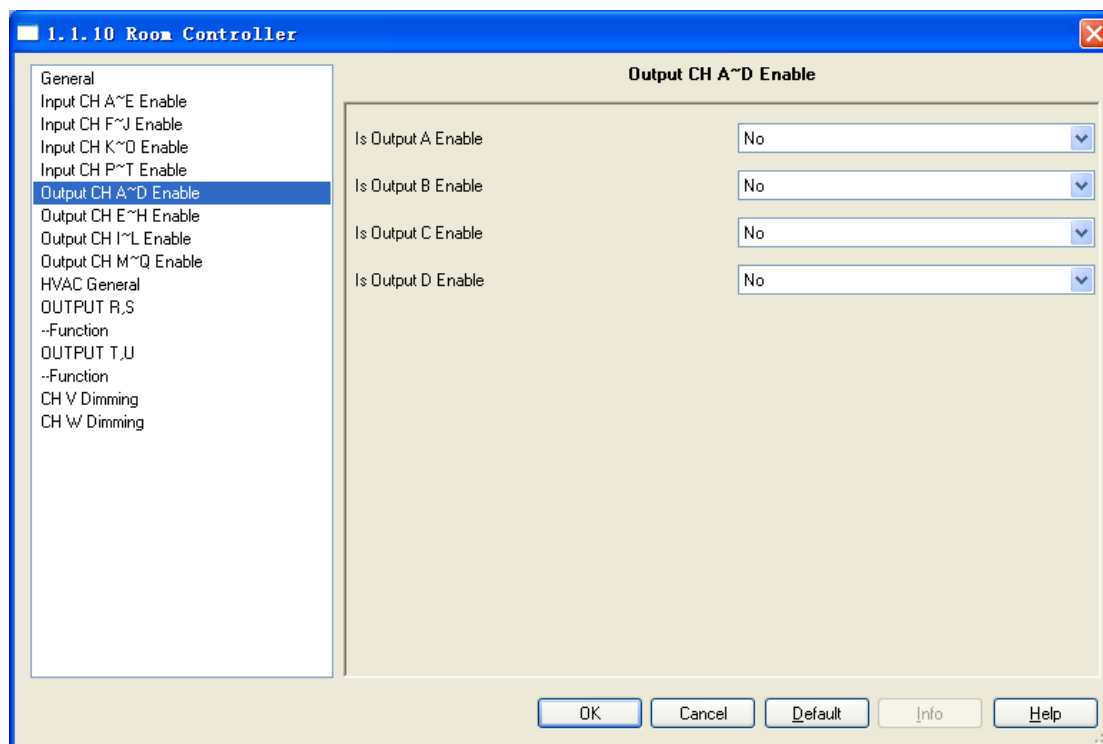 1.1.10 Room Controller
General
Input CH A~E Enable
Input CH F~J Enable
Input CH K~O Enable
Input CH P~T Enable
Output CH A~D Enable
Output CH E~H Enable
Output CH I~L Enable
Output CH M~Q Enable
HVAC General
OUTPUT R,S
--Function
OUTPUT T,U
--Function
CH V Dimming
CH W Dimming
Output CH A~D Enable
Is Output A Enable No
Is Output B Enable No
Is Output C Enable No
Is Output D Enable No
OK Cancel Default Info Help